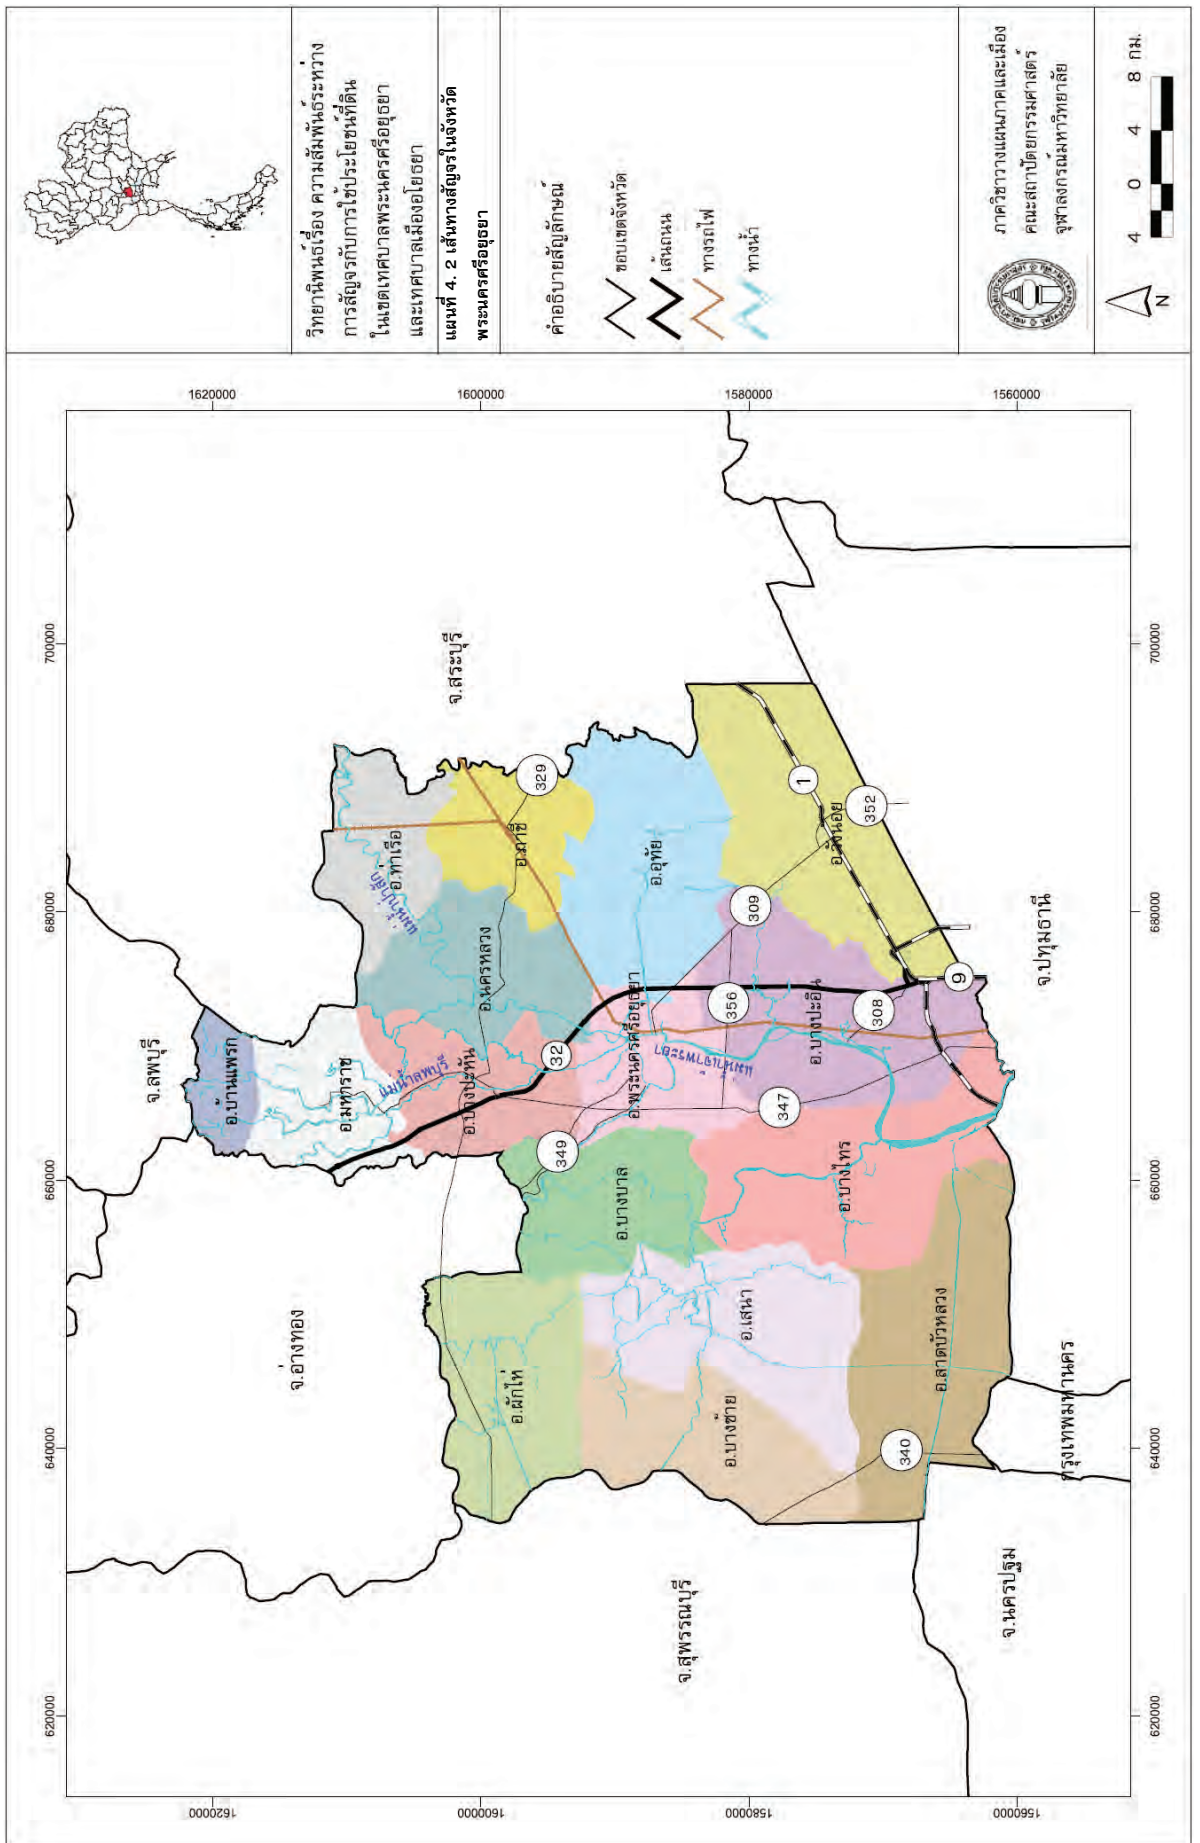 วิทยานิพนธ์เรื่อง ความสัมพันธ์ระหว่าง
การสัญจรกับการใช้ประโยชน์ที่ดิน
ในเขตเทศบาลพระนครศรีอยุธยา
และเทศบาลเมืองอโยธยา
แผนที่ 4. 2 เส้นทางสัญจรในจังหวัด
พระนครศรีอยุธยา
คำอธิบายสัญลักษณ์
ขอบเขตจังหวัด
เส้นถนน
ทางรถไฟ
ทางน้ำ
ภาควิชาวางแผนภาคและเมือง
คณะสถาปัตยกรรมศาสตร์
จุฬาลงกรณ์มหาวิทยาลัย
N
4 0 4 8 กม.
620000
640000
660000
680000
700000
1620000
1600000
1580000
1560000
จ.ลพบุรี
จ.สระบุรี
จ.อ่างทอง
จ.สุพรรณบุรี
จ.นครปฐม
กรุงเทพมหานคร
จ.ปทุมธานี
อ.บ้านแพรก
อ.มหาราช
อ.ท่าเรือ
แม่น้ำป่าสัก
แม่น้ำลพบุรี
อ.นครหลวง
อ.ภาชี
329
อ.บางปะหัน
32
อ.ผักไห่
349
อ.บางบาล
อ.พระนครศรีอยุธยา
อ.อุทัย
แม่น้ำเจ้าพระยา
309
356
347
อ.เสนา
อ.บางซ้าย
อ.บางไทร
อ.บางปะอิน
308
อ.วังน้อย
1
352
9
340
อ.ลาดบัวหลวง
620000
640000
660000
680000
700000
1620000
1600000
1580000
1560000